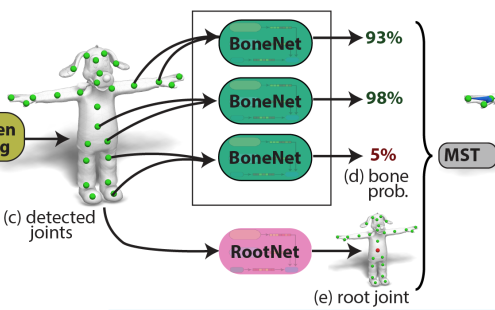 BoneNet
93%
BoneNet
98%
en
g
BoneNet
5%
(d) bone
prob.
MST
(c) detected
joints
RootNet
(e) root joint